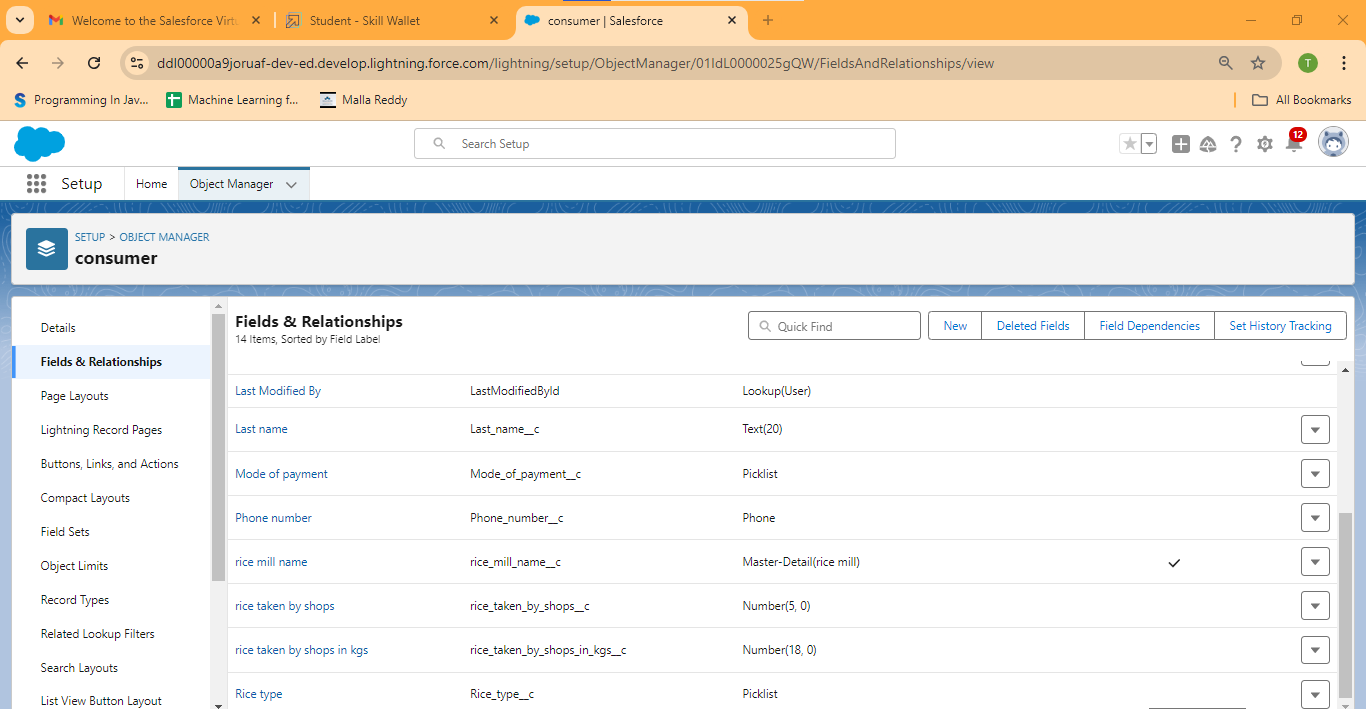 Welcome to the Salesforce Virtu
Student - Skill Wallet
consumer | Salesforce
ddl00000a9joruaf-dev-ed.develop.lightning.force.com/lightning/setup/ObjectManager/01IdL0000025gQW/FieldsAndRelationships/view
T
Programming In Jav...
Machine Learning f...
Malla Reddy
All Bookmarks
Search Setup
12
Setup
Home
Object Manager
SETUP > OBJECT MANAGER
consumer
Details
Fields & Relationships
Page Layouts
Lightning Record Pages
Buttons, Links, and Actions
Compact Layouts
Field Sets
Object Limits
Record Types
Related Lookup Filters
Search Layouts
List View Button Layout
Fields & Relationships
14 Items, Sorted by Field Label
Quick Find
New
Deleted Fields
Field Dependencies
Set History Tracking
Last Modified By LastModifiedById Lookup(User)
Last name Last_name__c Text(20)
Mode of payment Mode_of_payment__c Picklist
Phone number Phone_number__c Phone
rice mill name rice_mill_name__c Master-Detail(rice mill)
rice taken by shops rice_taken_by_shops__c Number(5, 0)
rice taken by shops in kgs rice_taken_by_shops_in_kgs__c Number(18, 0)
Rice type Rice_type__c Picklist